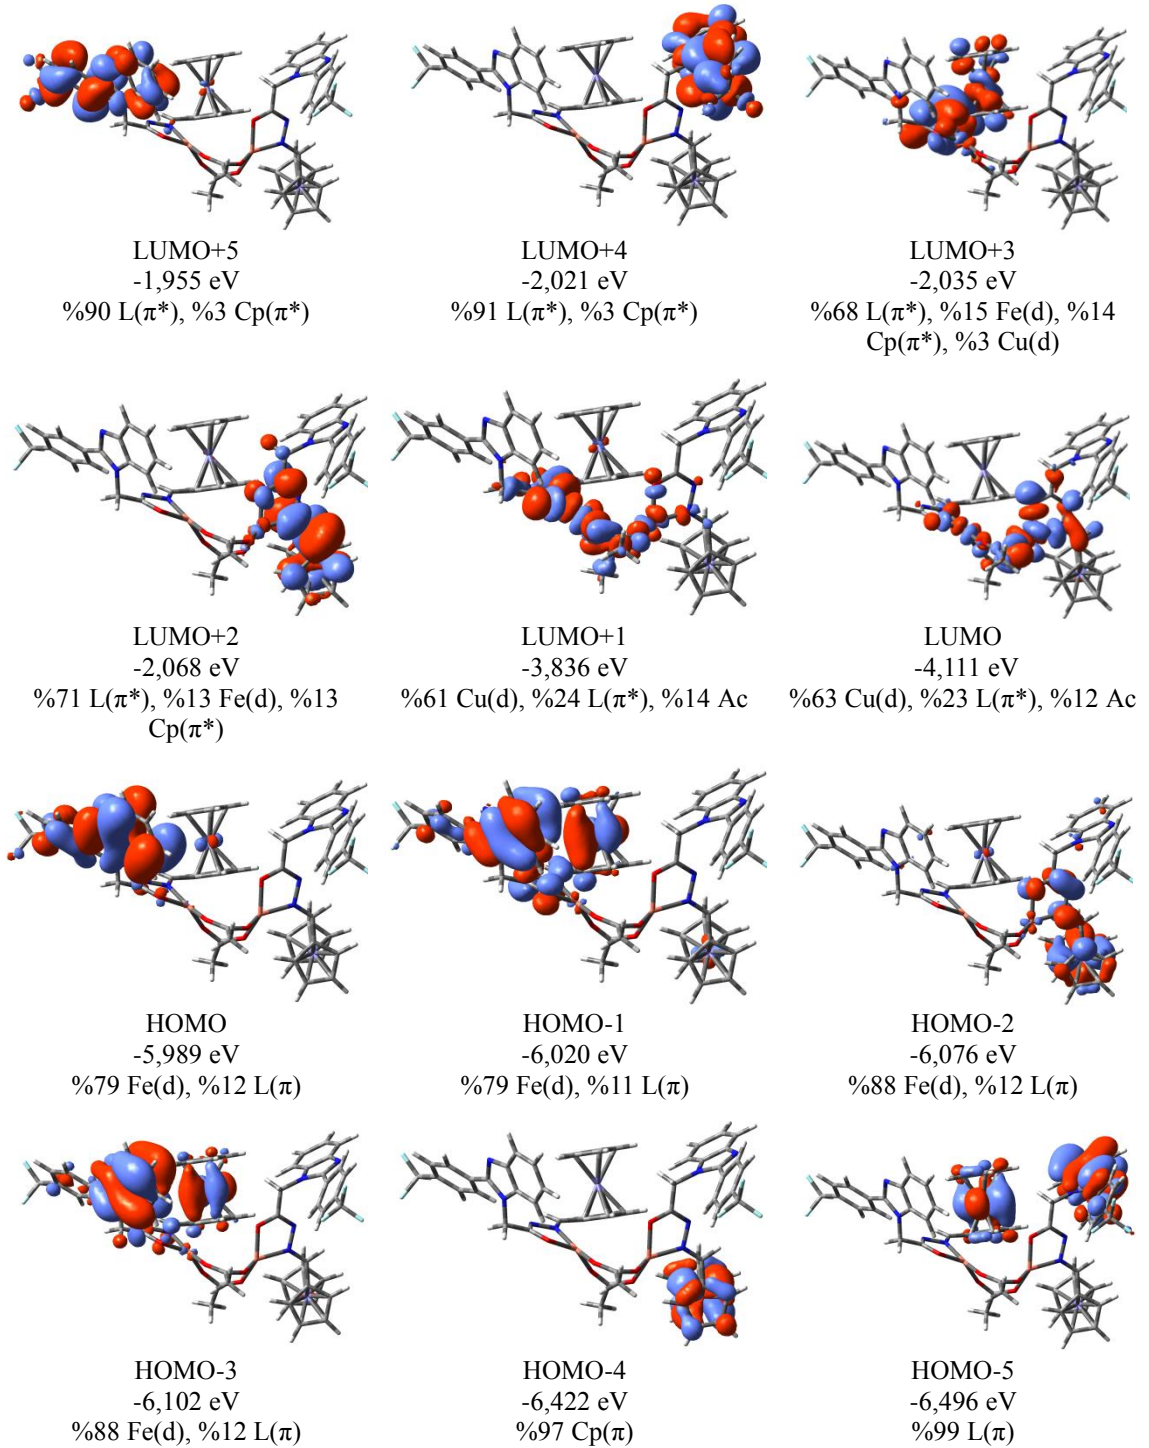 LUMO+5
-1,955 eV
%90 L(π*), %3 Cp(π*)
LUMO+4
-2,021 eV
%91 L(π*), %3 Cp(π*)
LUMO+3
-2,035 eV
%68 L(π*), %15 Fe(d), %14
Cp(π*), %3 Cu(d)
LUMO+2
-2,068 eV
%71 L(π*), %13 Fe(d), %13
Cp(π*)
LUMO+1
-3,836 eV
%61 Cu(d), %24 L(π*), %14 Ac
LUMO
-4,111 eV
%63 Cu(d), %23 L(π*), %12 Ac
HOMO
-5,989 eV
%79 Fe(d), %12 L(π)
HOMO-1
-6,020 eV
%79 Fe(d), %11 L(π)
HOMO-2
-6,076 eV
%88 Fe(d), %12 L(π)
HOMO-3
-6,102 eV
%88 Fe(d), %12 L(π)
HOMO-4
-6,422 eV
%97 Cp(π)
HOMO-5
-6,496 eV
%99 L(π)